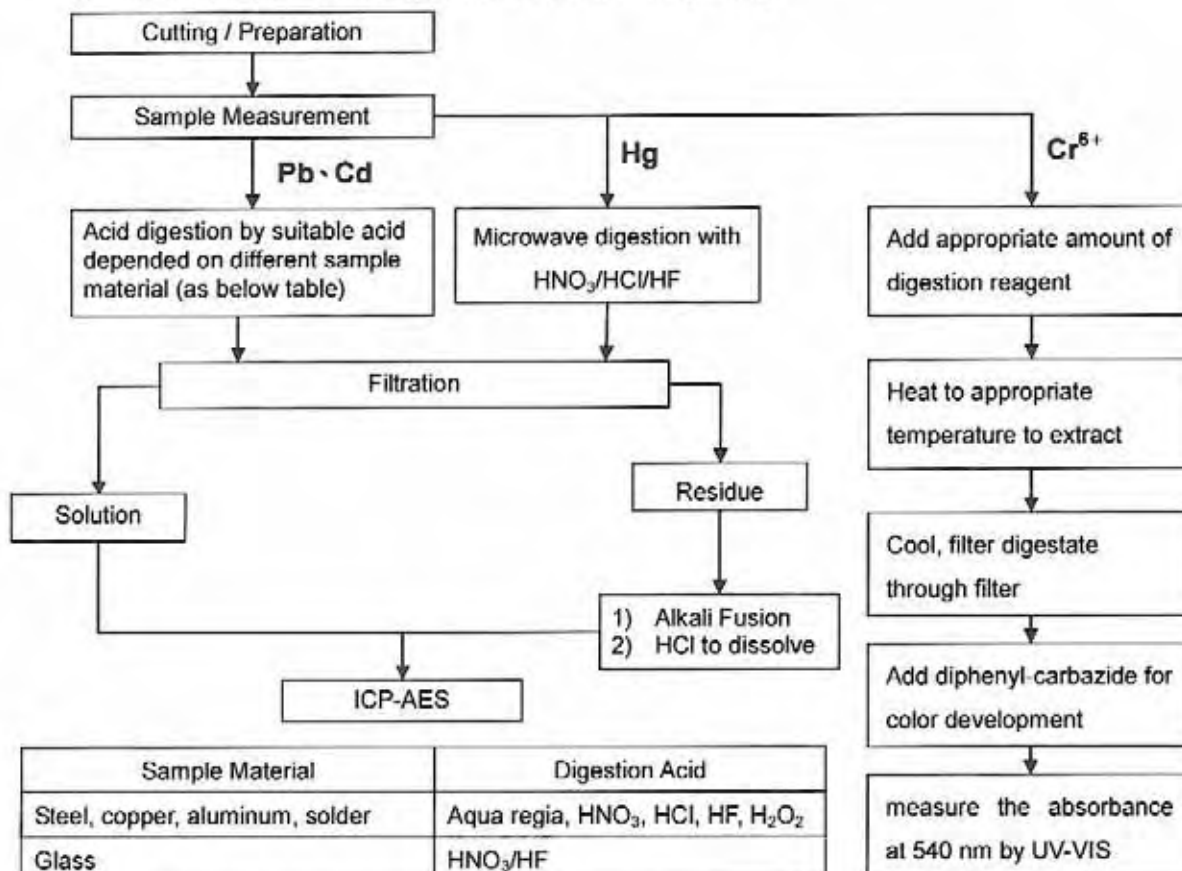 Cutting / Preparation
Sample Measurement
Pb、Cd
Hg
Cr⁶⁺
Acid digestion by suitable acid
depended on different sample
material (as below table)
Microwave digestion with
HNO₃/HCl/HF
Add appropriate amount of
digestion reagent
Filtration
Heat to appropriate
temperature to extract
Solution
Residue
Cool, filter digestate
through filter
1) Alkali Fusion
2) HCl to dissolve
ICP-AES
Add diphenyl-carbazide for
color development
measure the absorbance
at 540 nm by UV-VIS
Sample Material Digestion Acid
Steel, copper, aluminum, solder Aqua regia, HNO₃, HCl, HF, H₂O₂
Glass HNO₃/HF